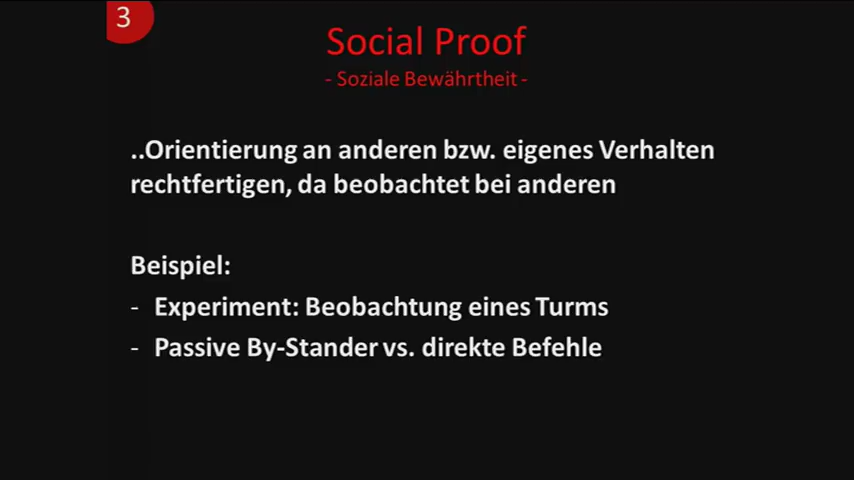 3
Social Proof
- Soziale Bewährtheit -
..Orientierung an anderen bzw. eigenes Verhalten
rechtfertigen, da beobachtet bei anderen
Beispiel:
- Experiment: Beobachtung eines Turms
- Passive By-Stander vs. direkte Befehle